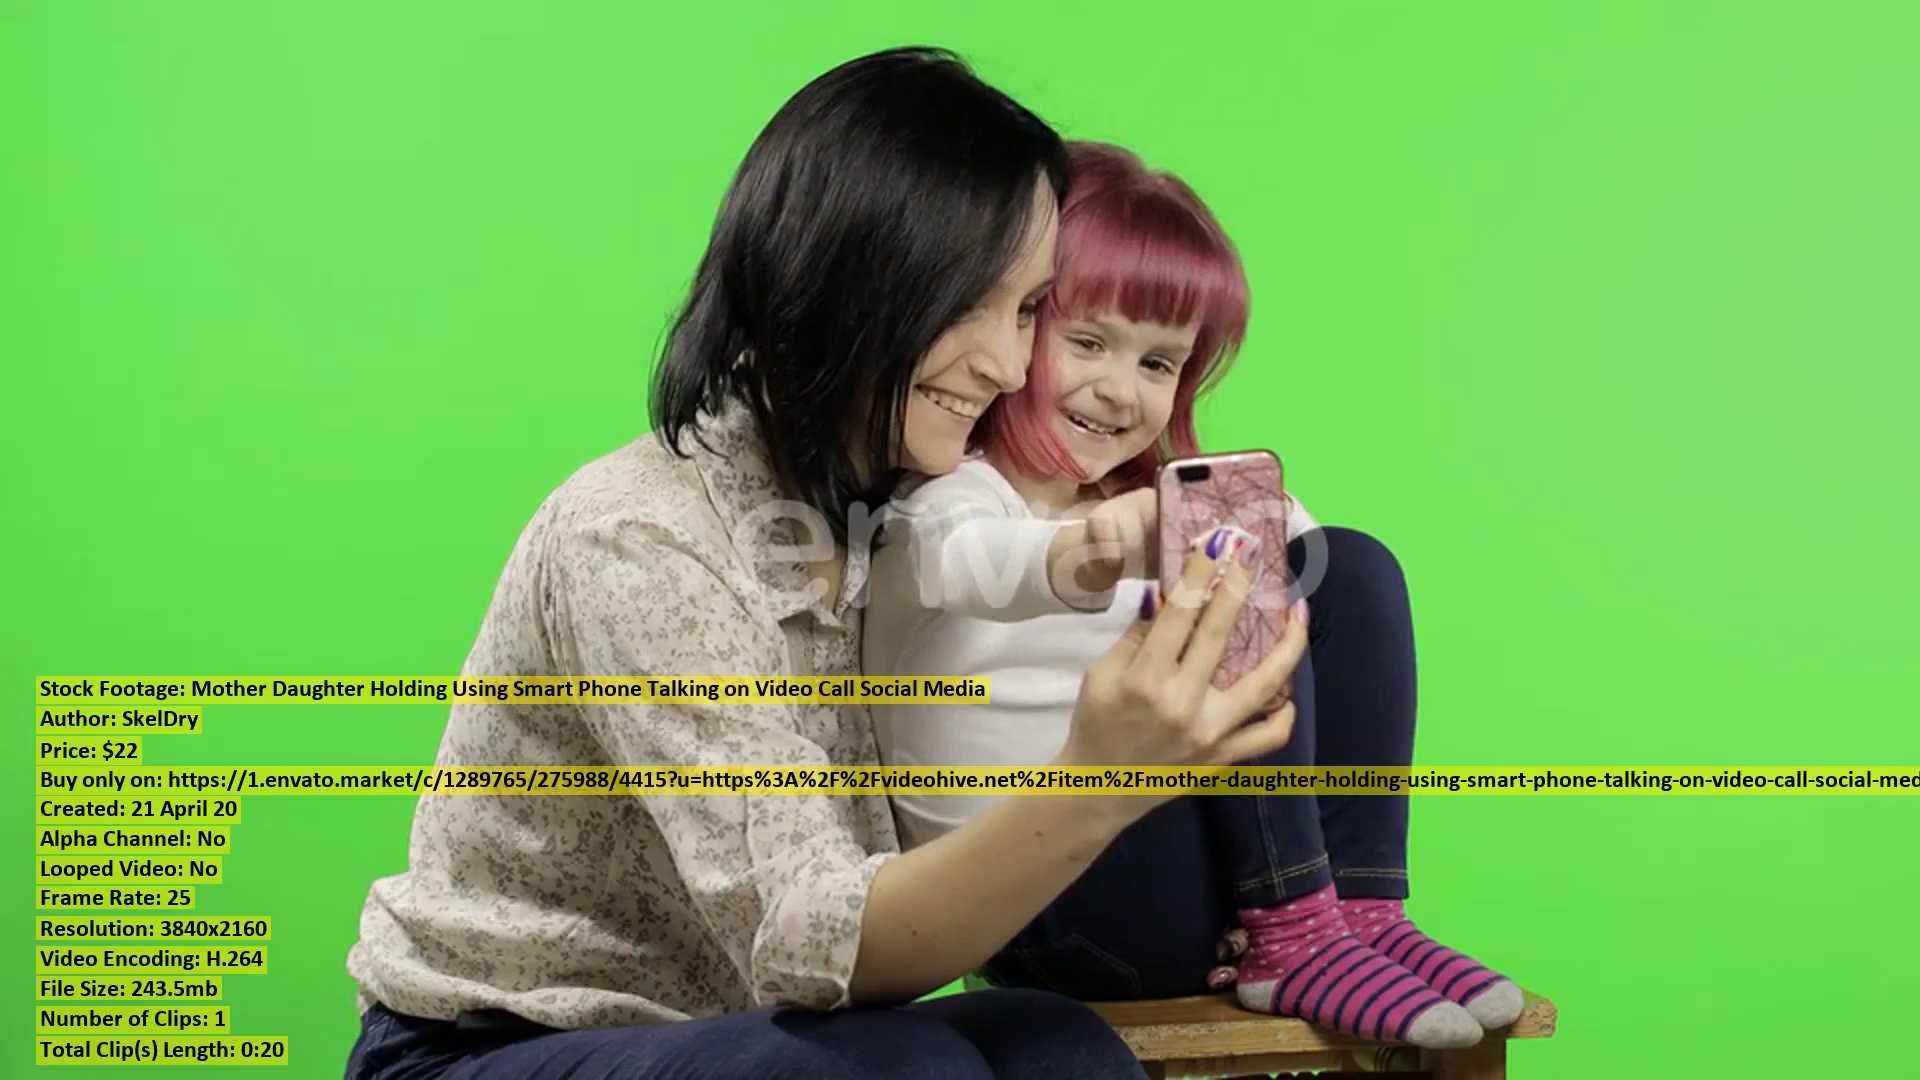 envato
Stock Footage: Mother Daughter Holding Using Smart Phone Talking on Video Call Social Media
Author: SkelDry
Price: $22
Buy only on: https://1.envato.market/c/1289765/275988/4415?u=https%3A%2F%2Fvideohive.net%2Fitem%2Fmother-daughter-holding-using-smart-phone-talking-on-video-call-social-med
Created: 21 April 20
Alpha Channel: No
Looped Video: No
Frame Rate: 25
Resolution: 3840x2160
Video Encoding: H.264
File Size: 243.5mb
Number of Clips: 1
Total Clip(s) Length: 0:20